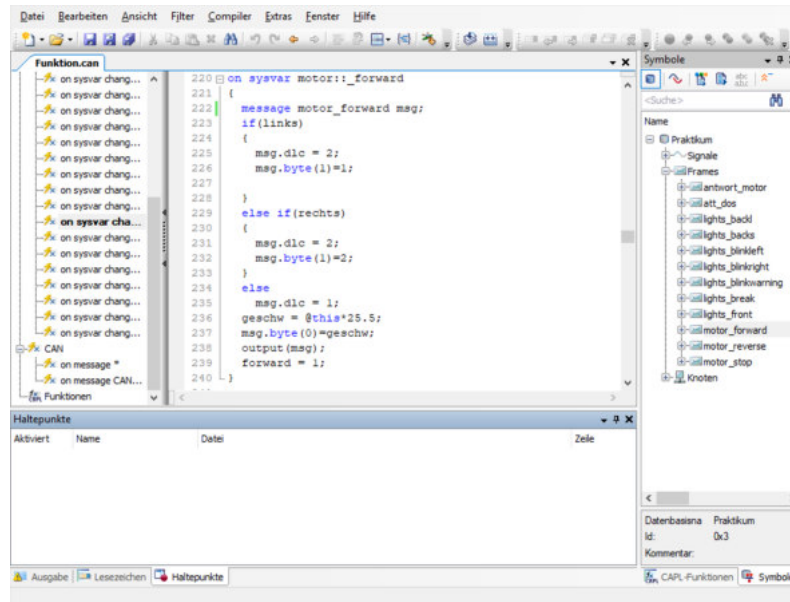 Datei Bearbeiten Ansicht Filter Compiler Extras Fenster Hilfe
Funktion.can
on sysvar chang...
on sysvar chang...
on sysvar chang...
on sysvar chang...
on sysvar chang...
on sysvar chang...
on sysvar chang...
on sysvar chang...
on sysvar chang...
on sysvar cha...
on sysvar chang...
on sysvar chang...
on sysvar chang...
on sysvar chang...
on sysvar chang...
on sysvar chang...
on sysvar chang...
CAN
on message *
on message CAN...
Funktionen
220 on sysvar motor::_forward
221 {
222 message motor_forward msg;
223 if(links)
224 {
225 msg.dlc = 2;
226 msg.byte(1)=1;
227
228 }
229 else if(rechts)
230 {
231 msg.dlc = 2;
232 msg.byte(1)=2;
233 }
234 else
235 msg.dlc = 1;
236 geschw = @this*25.5;
237 msg.byte(0)=geschw;
238 output(msg);
239 forward = 1;
240 }
Symbole
<Suche>
Name
Praktikum
Signale
Frames
antwort_motor
att_dos
lights_backl
lights_backs
lights_blinkleft
lights_blinkright
lights_blinkwarning
lights_break
lights_front
motor_forward
motor_reverse
motor_stop
Knoten
Datenbasisna Praktikum
Id: 0x3
Kommentar:
CAPL-Funktionen Symbol
Haltepunkte
Aktiviert Name Datei Zeile
Ausgabe Lesezeichen Haltepunkte